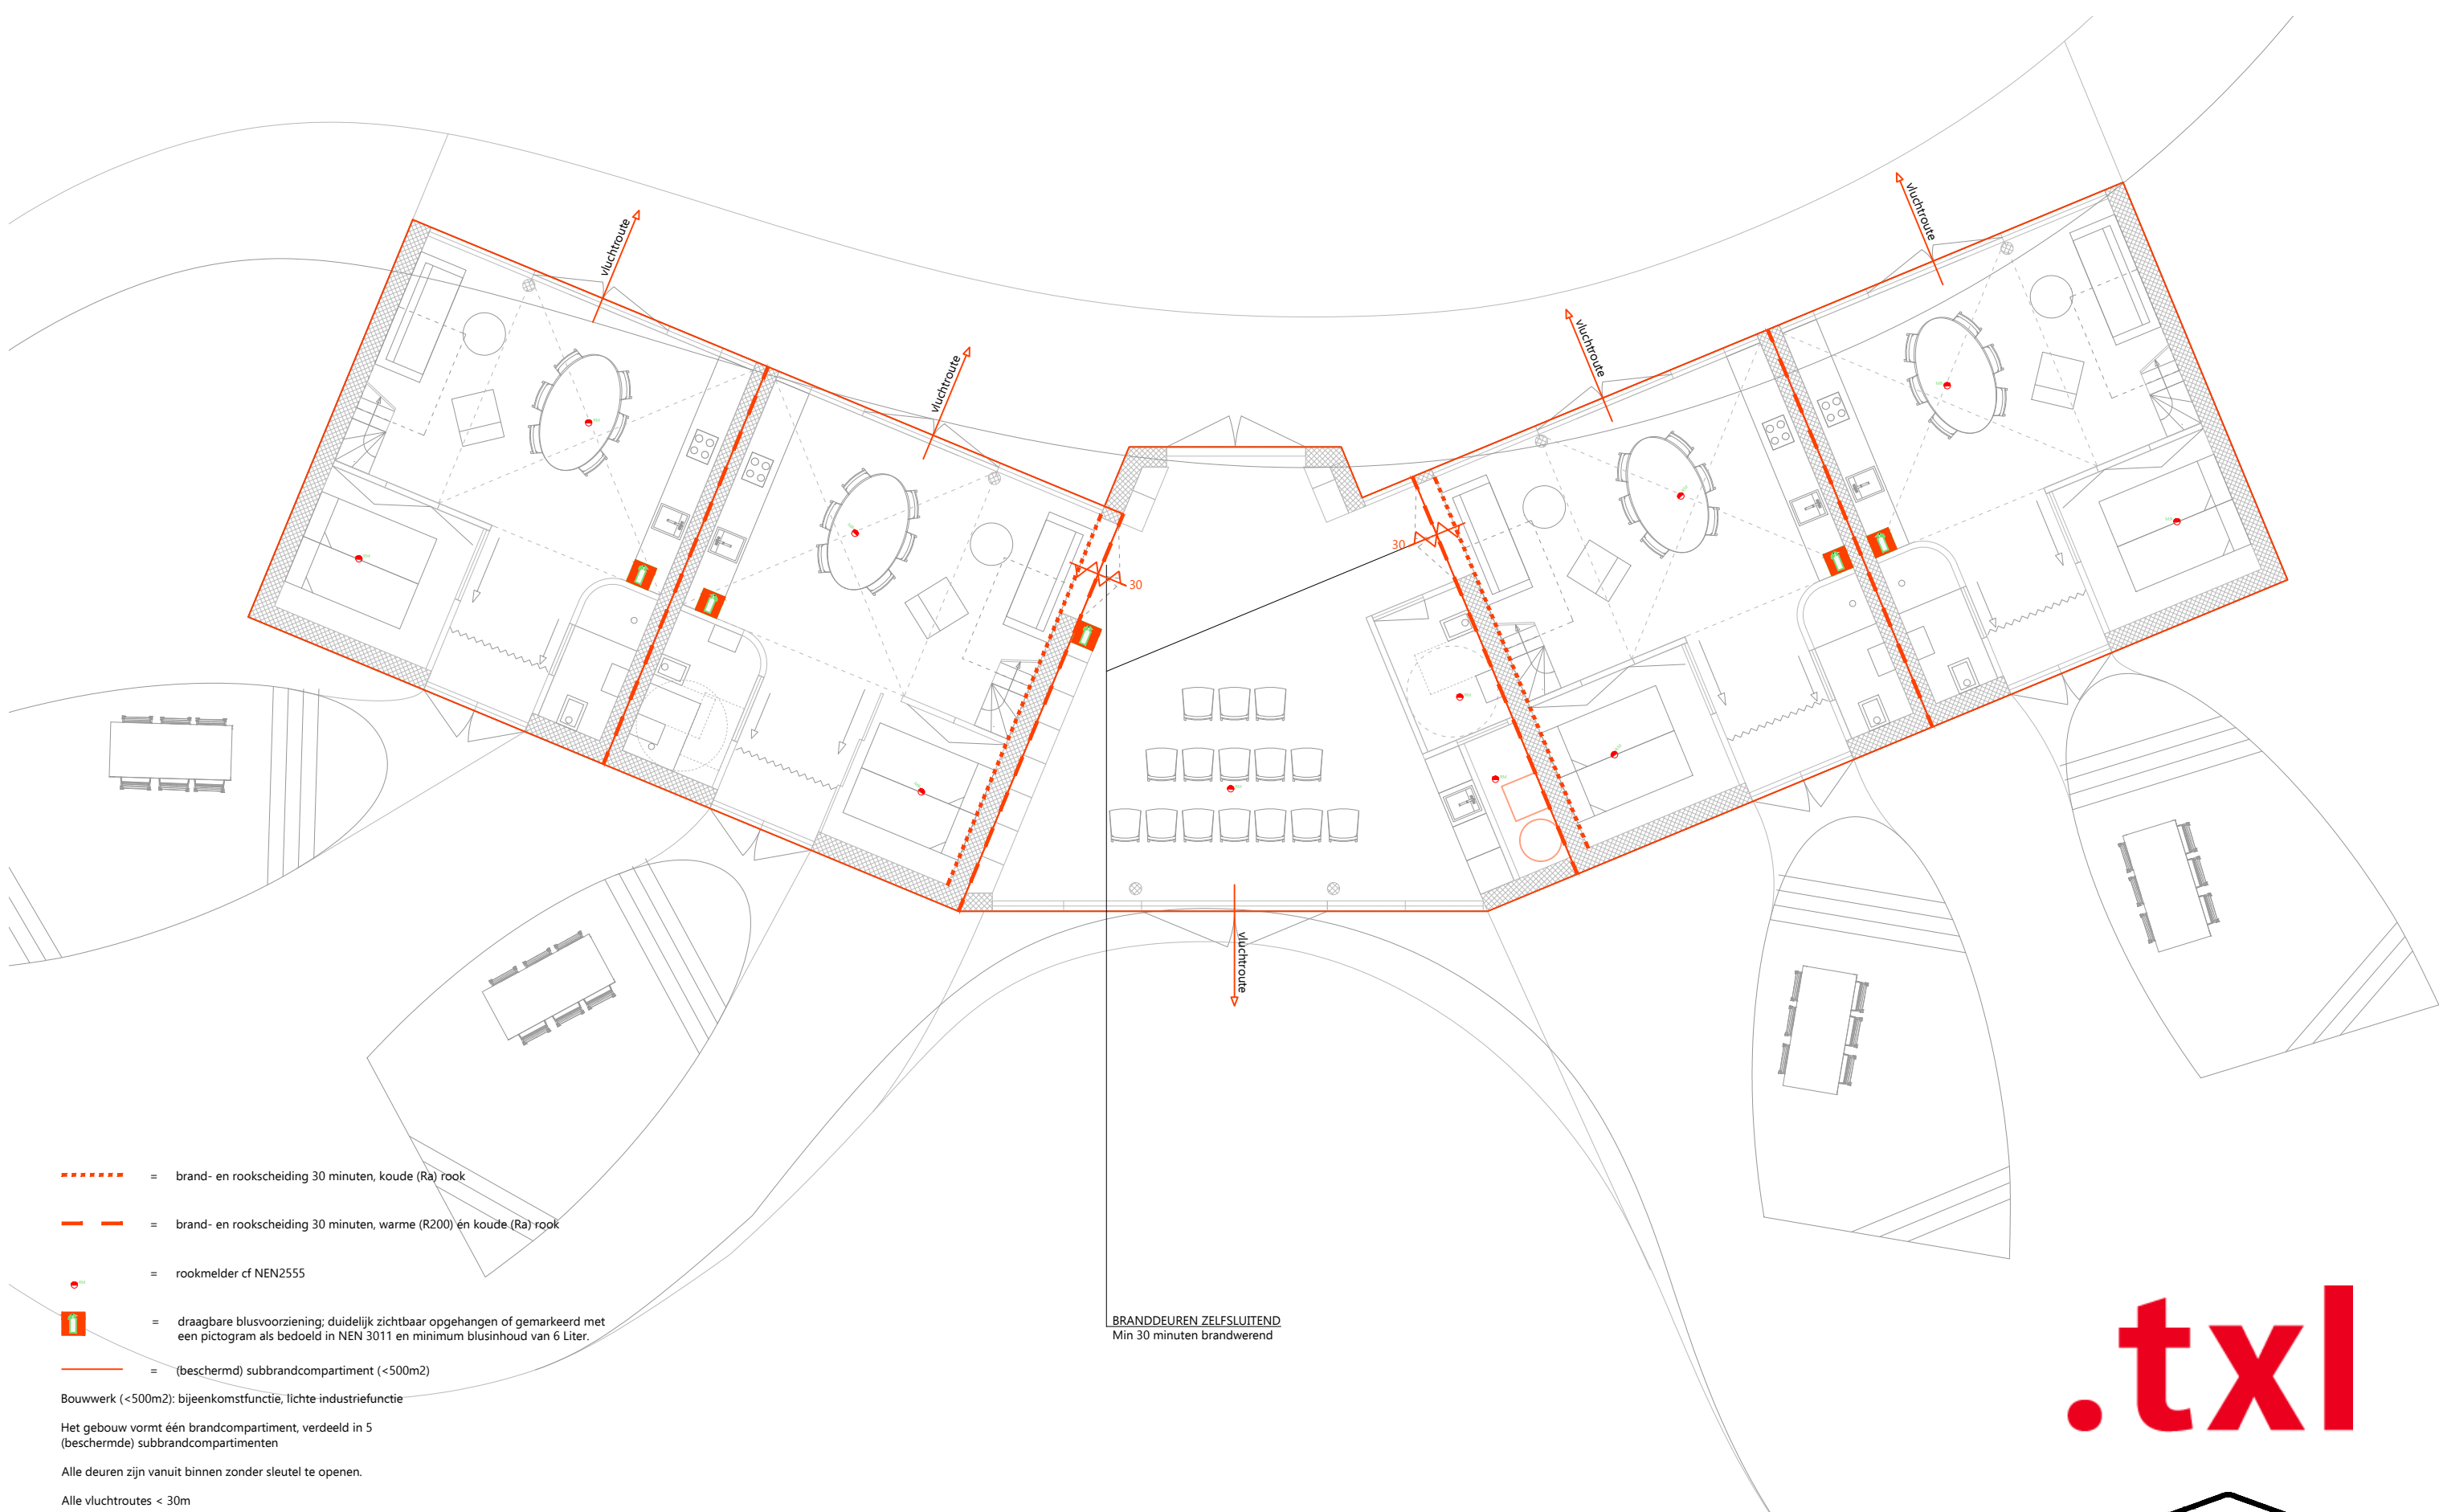 vluchtroute
vluchtroute
vluchtroute
vluchtroute
30
30
vluchtroute
= brand- en rookscheiding 30 minuten, koude (Ra) rook
= brand- en rookscheiding 30 minuten, warme (R200) én koude (Ra) rook
= rookmelder cf NEN2555
= draagbare blusvoorziening; duidelijk zichtbaar opgehangen of gemarkeerd met
een pictogram als bedoeld in NEN 3011 en minimum blusinhoud van 6 Liter.
= (beschermd) subbrandcompartiment (<500m2)
Bouwwerk (<500m2): bijeenkomstfunctie, lichte industriefunctie
Het gebouw vormt één brandcompartiment, verdeeld in 5
(beschermde) subbrandcompartimenten
Alle deuren zijn vanuit binnen zonder sleutel te openen.
Alle vluchtroutes < 30m
BRANDDEUREN ZELFSLUITEND
Min 30 minuten brandwerend
.txl